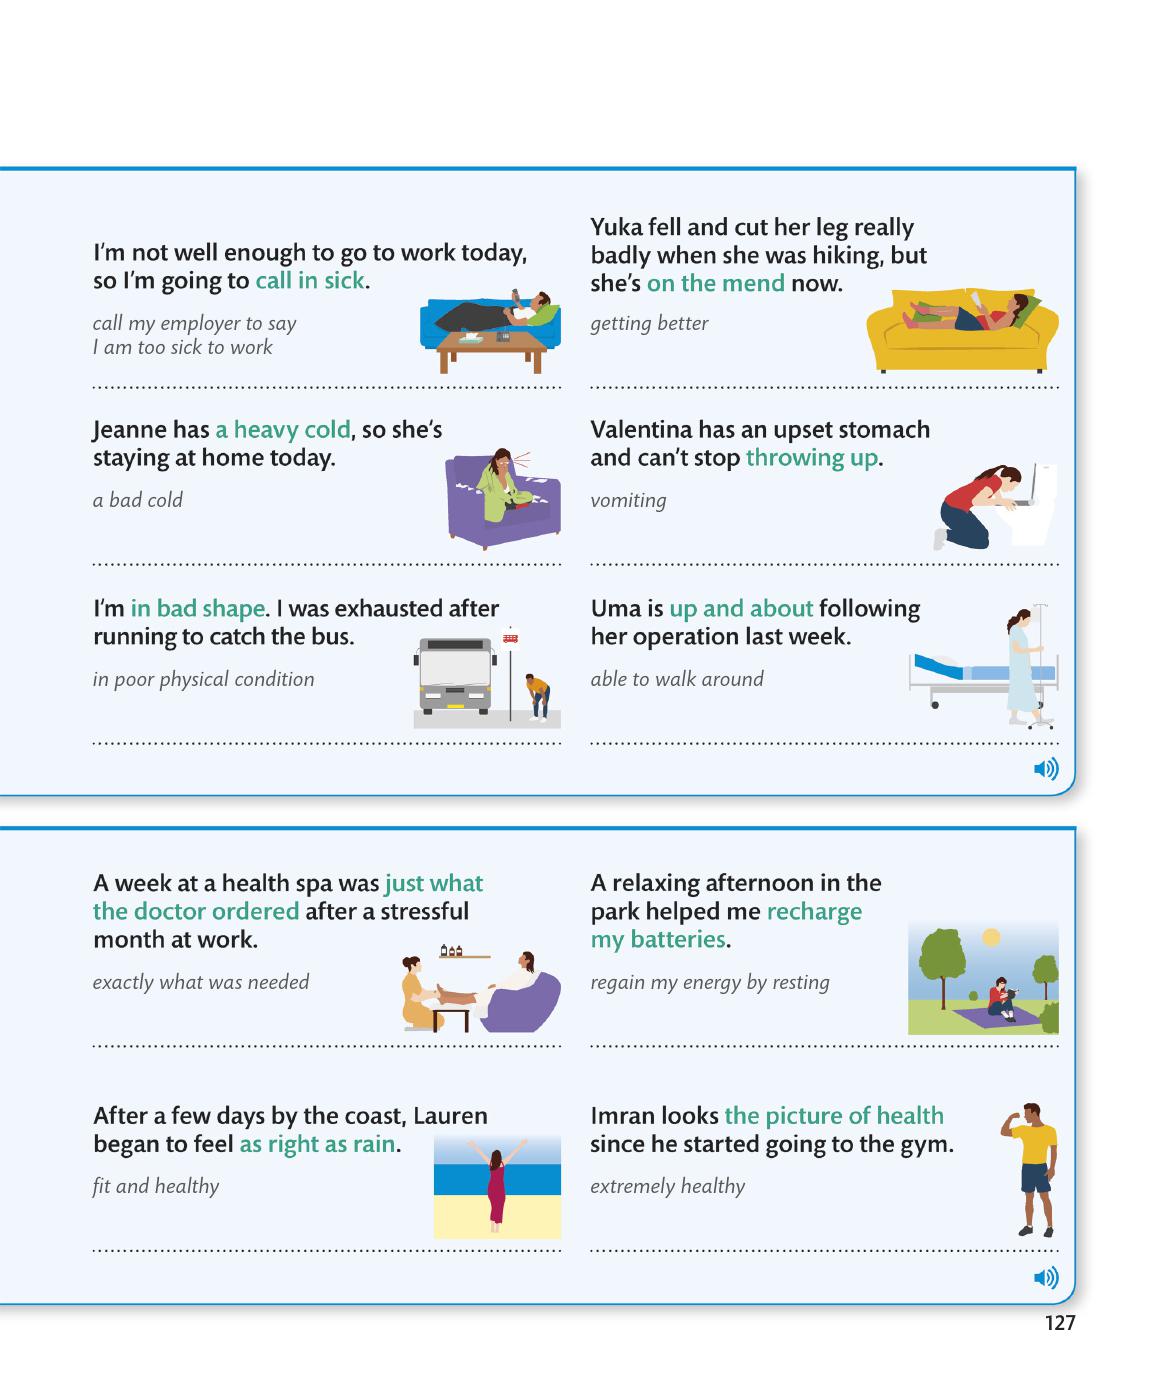 I'm not well enough to go to work today,
so I'm going to call in sick.
call my employer to say
I am too sick to work
Yuka fell and cut her leg really
badly when she was hiking, but
she's on the mend now.
getting better
Jeanne has a heavy cold, so she's
staying at home today.
a bad cold
Valentina has an upset stomach
and can't stop throwing up.
vomiting
I'm in bad shape. I was exhausted after
running to catch the bus.
in poor physical condition
Uma is up and about following
her operation last week.
able to walk around
A week at a health spa was just what
the doctor ordered after a stressful
month at work.
exactly what was needed
A relaxing afternoon in the
park helped me recharge
my batteries.
regain my energy by resting
After a few days by the coast, Lauren
began to feel as right as rain.
fit and healthy
Imran looks the picture of health
since he started going to the gym.
extremely healthy
127